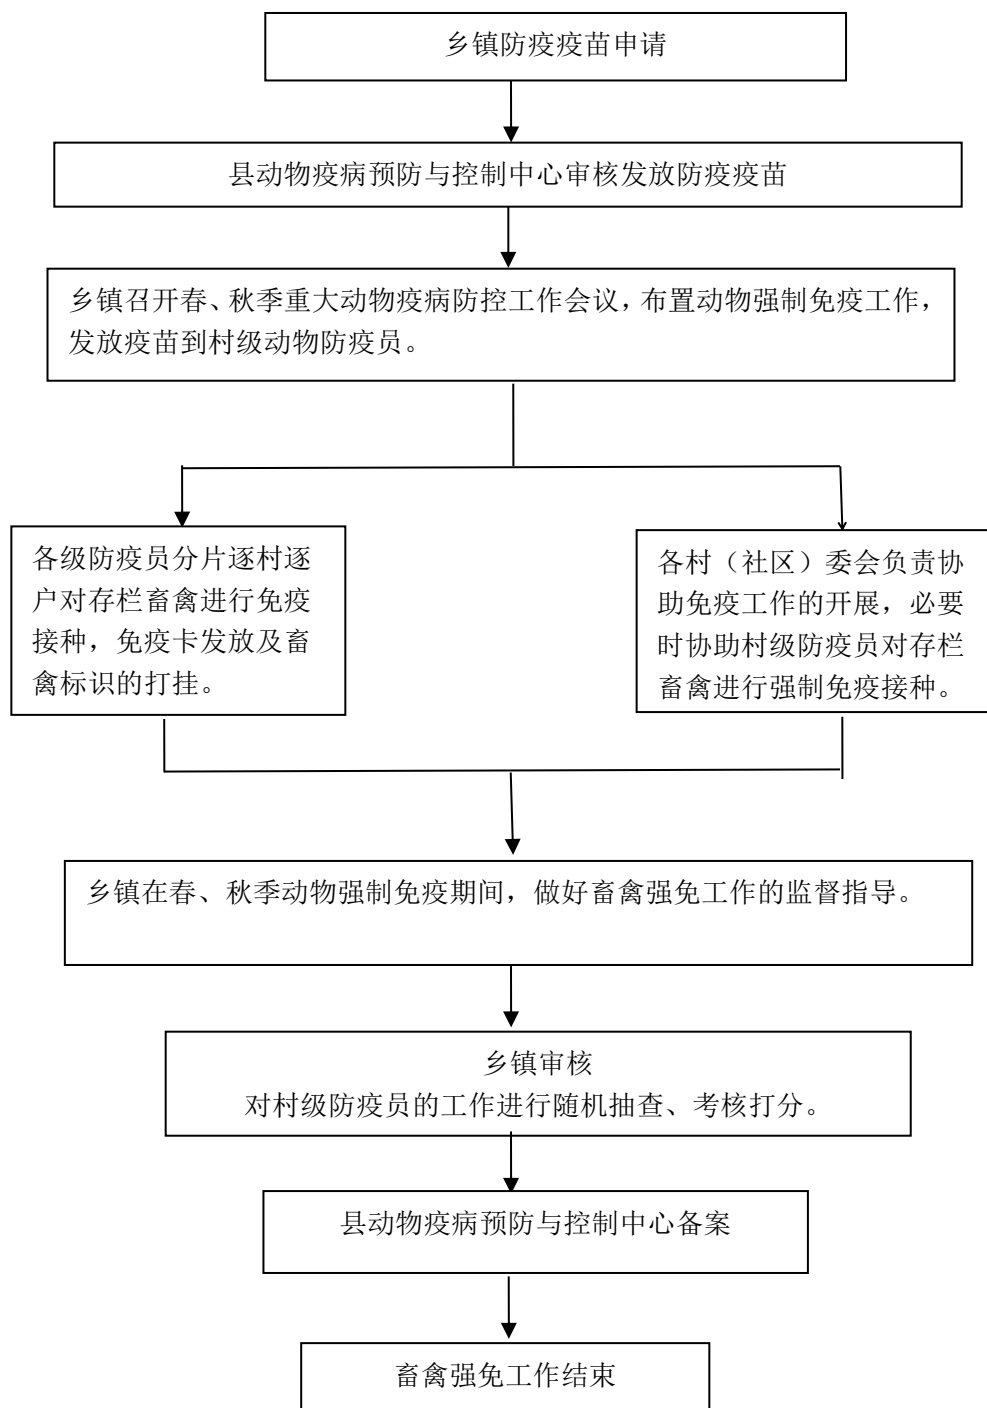 乡镇防疫疫苗申请
县动物疫病预防与控制中心审核发放防疫疫苗
乡镇召开春、秋季重大动物疫病防控工作会议，布置动物强制免疫工作，
发放疫苗到村级动物防疫员。
各级防疫员分片逐村逐
户对存栏畜禽进行免疫
接种，免疫卡发放及畜
禽标识的打挂。
各村（社区）委会负责协
助免疫工作的开展，必要
时协助村级防疫员对存栏
畜禽进行强制免疫接种。
乡镇在春、秋季动物强制免疫期间，做好畜禽强免工作的监督指导。
乡镇审核
对村级防疫员的工作进行随机抽查、考核打分。
县动物疫病预防与控制中心备案
畜禽强免工作结束